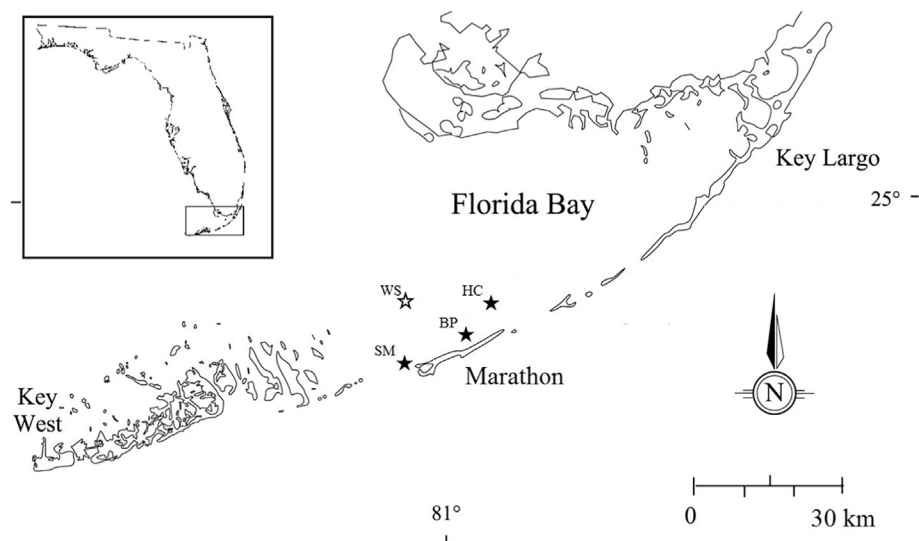 Key Largo
25°
Florida Bay
WS
HC
BP
SM
Marathon
Key
West
N
81°
0
30 km